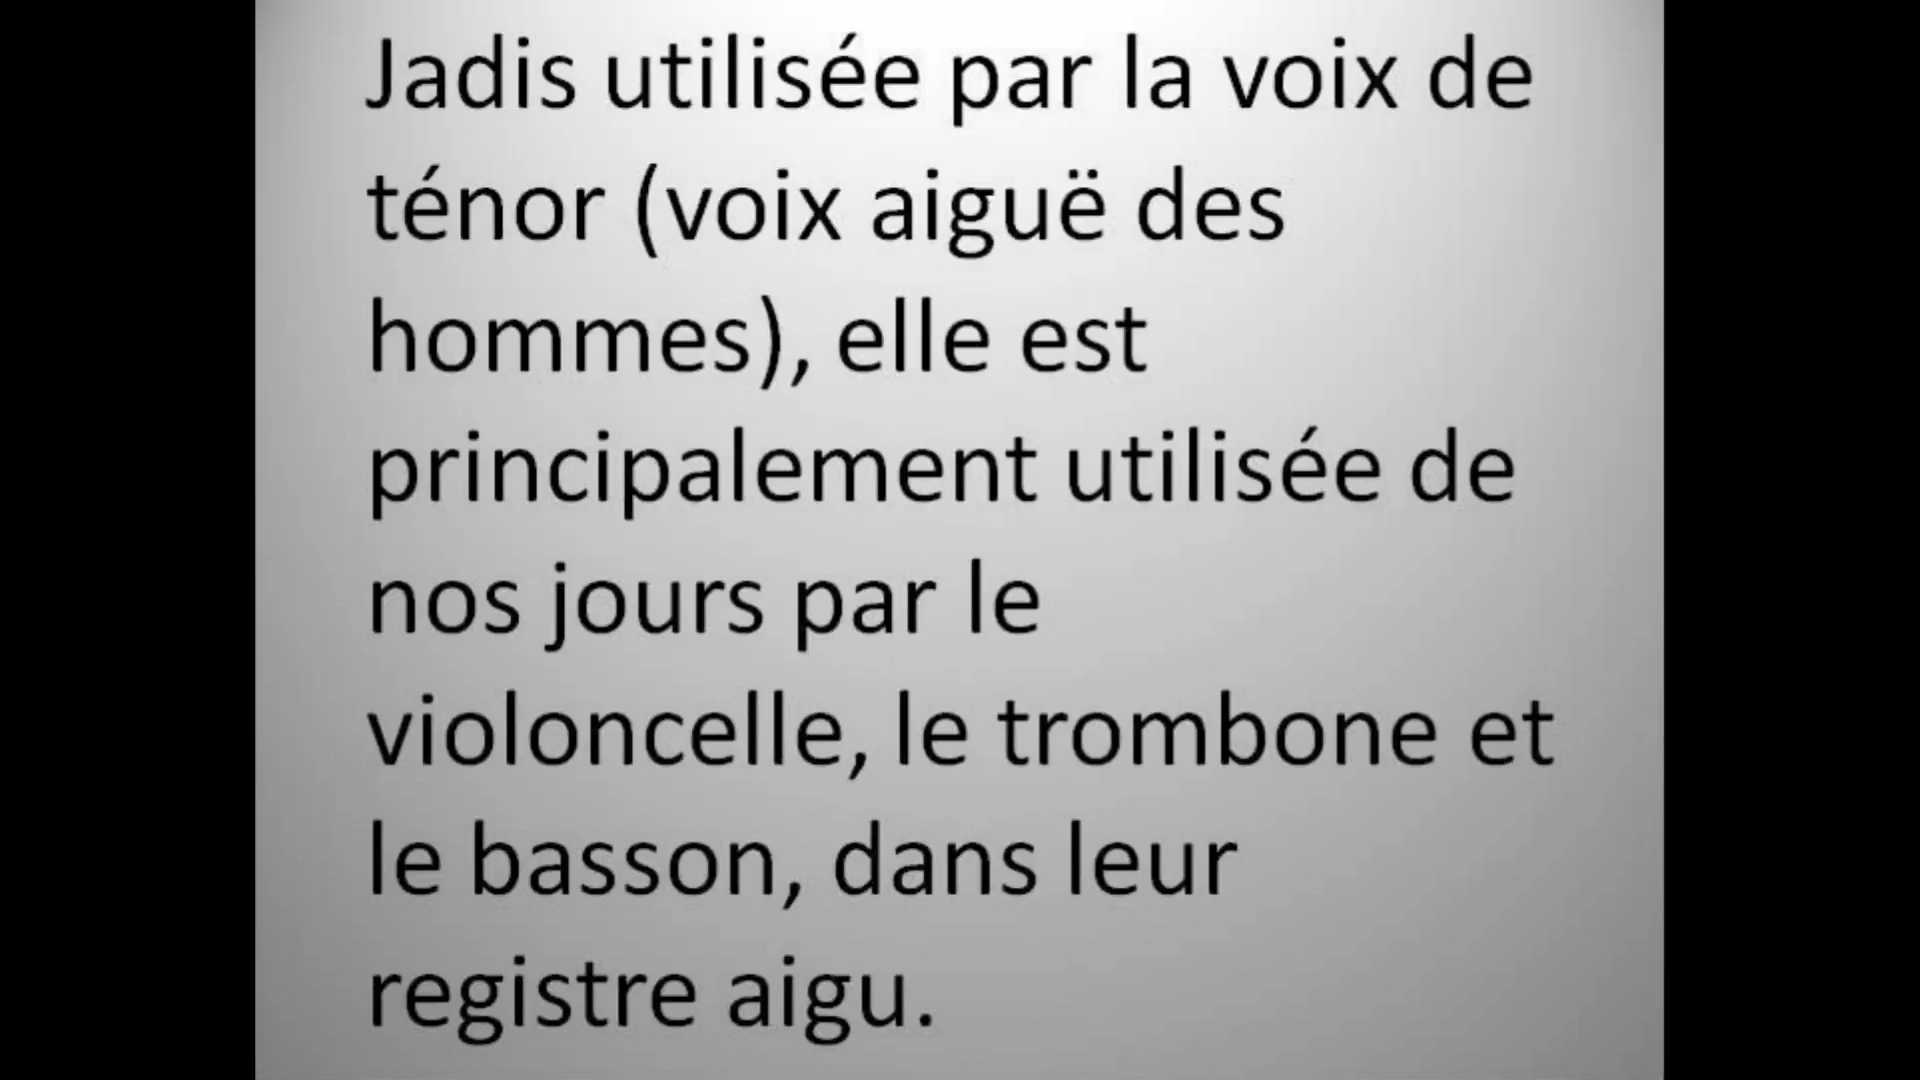 Jadis utilisée par la voix de
ténor (voix aiguë des
hommes), elle est
principalement utilisée de
nos jours par le
violoncelle, le trombone et
le basson, dans leur
registre aigu.